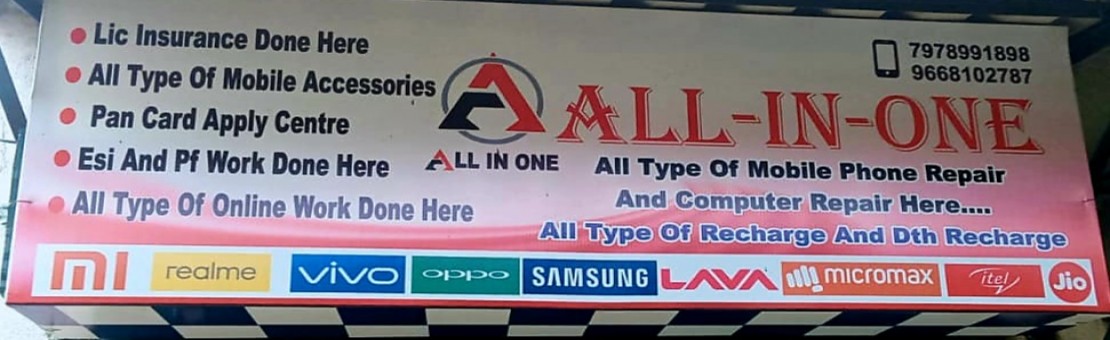 Lic Insurance Done Here
All Type Of Mobile Accessories
Pan Card Apply Centre
Esi And Pf Work Done Here
All Type Of Online Work Done Here
ALL IN ONE
7978991898
9668102787
ALL-IN-ONE
All Type Of Mobile Phone Repair
And Computer Repair Here....
All Type Of Recharge And Dth Recharge
mi realme vivo oppo SAMSUNG LAVA micromax itel Jio